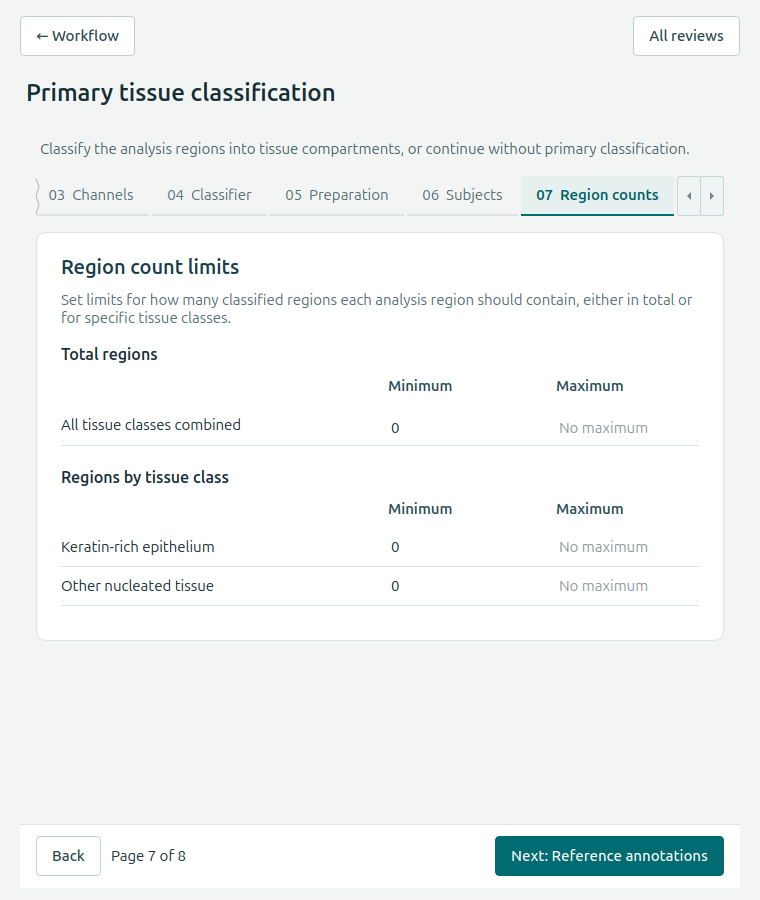 ← Workflow
All reviews
Primary tissue classification
Classify the analysis regions into tissue compartments, or continue without primary classification.
03 Channels
04 Classifier
05 Preparation
06 Subjects
07 Region counts
Region count limits
Set limits for how many classified regions each analysis region should contain, either in total or
for specific tissue classes.
Total regions
Minimum Maximum
All tissue classes combined 0 No maximum
Regions by tissue class
Minimum Maximum
Keratin-rich epithelium 0 No maximum
Other nucleated tissue 0 No maximum
Back
Page 7 of 8
Next: Reference annotations